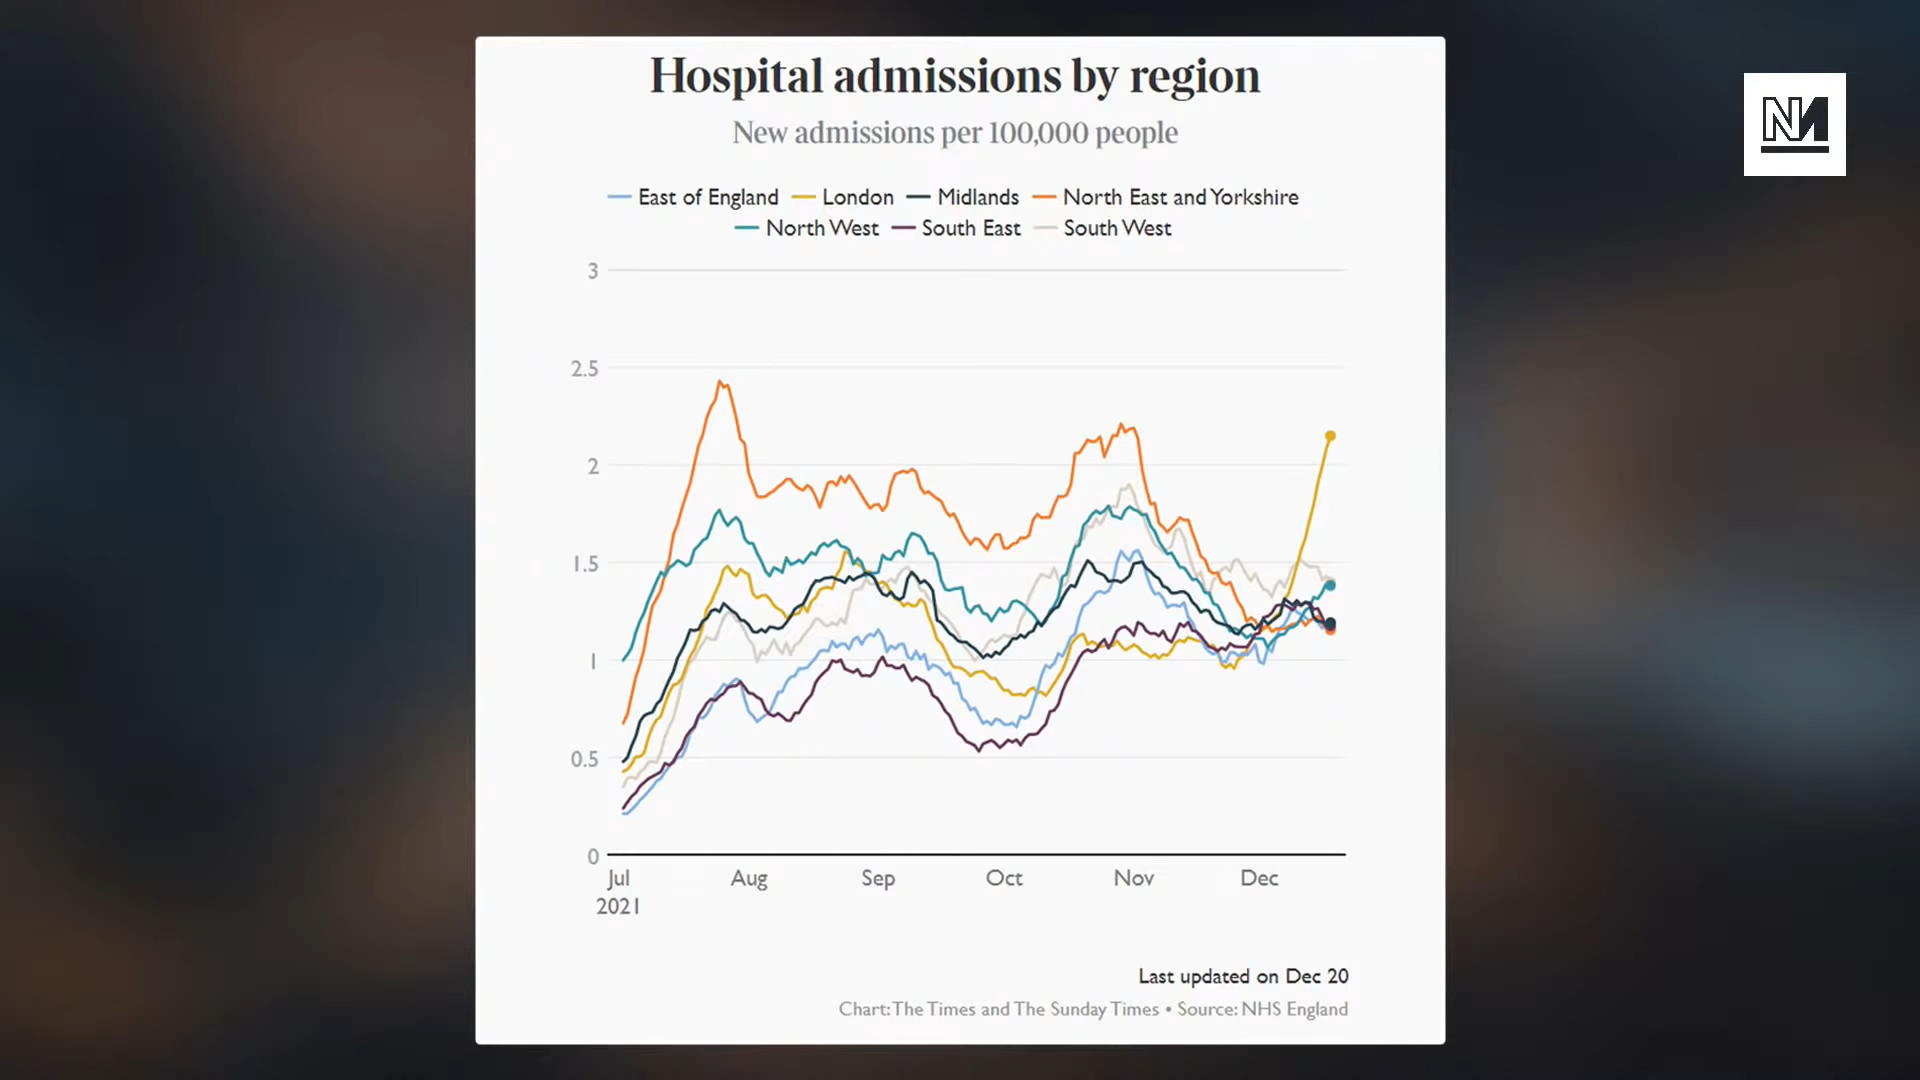 Hospital admissions by region
NM
New admissions per 100,000 people
East of England London Midlands North East and Yorkshire
North West South East South West
3
2.5
2
1.5
1
0.5
0
Jul Aug Sep Oct Nov Dec
2021
Last updated on Dec 20
Chart: The Times and The Sunday Times • Source: NHS England